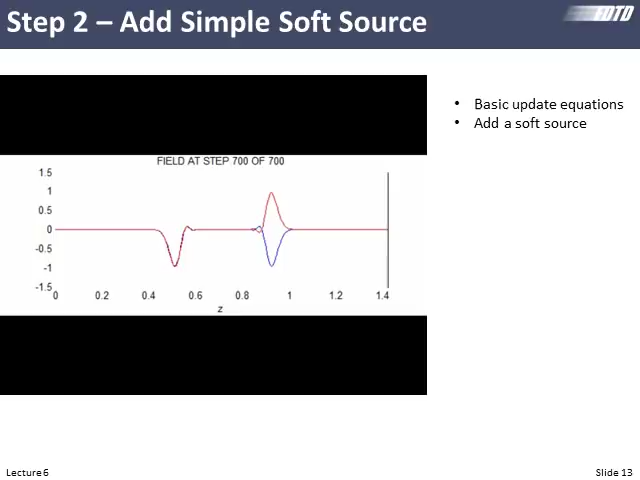 Step 2 – Add Simple Soft Source
FDTD
• Basic update equations
• Add a soft source
FIELD AT STEP 700 OF 700
1.5
1
0.5
0
-0.5
-1
-1.5
0 0.2 0.4 0.6 0.8 1 1.2 1.4
z
Lecture 6
Slide 13